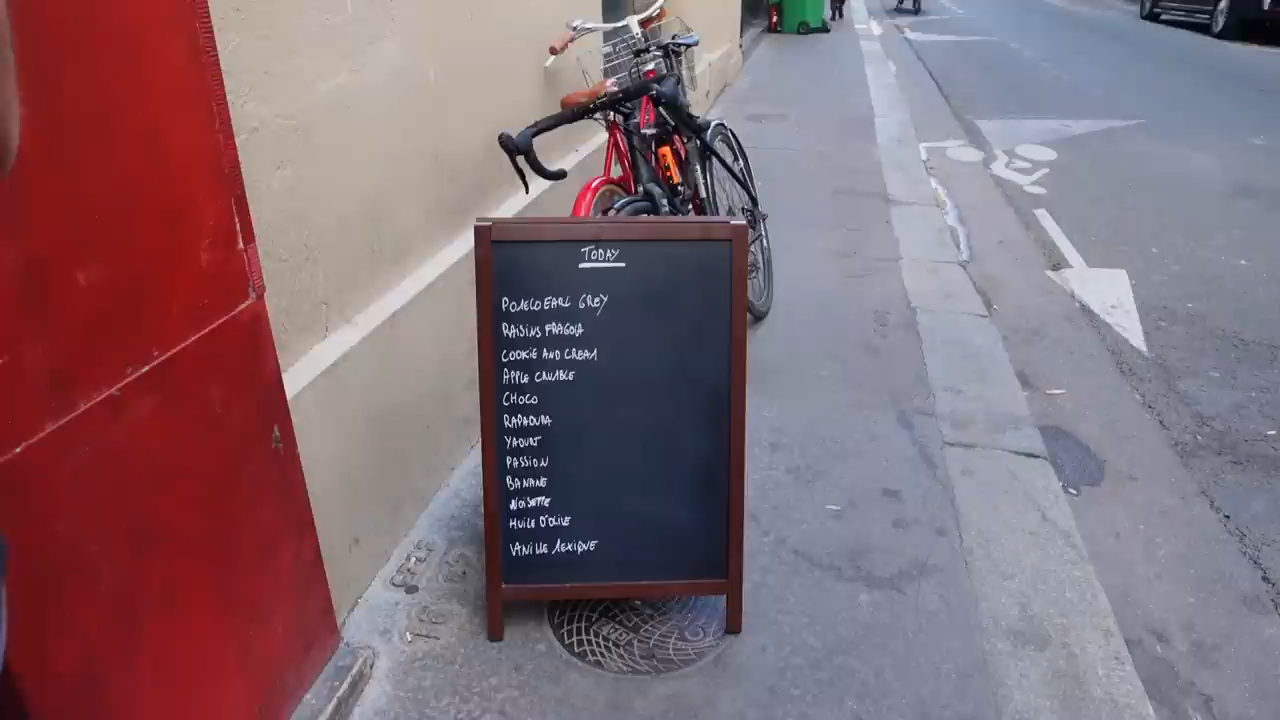 TODAY
POMELO EARL GREY
RAISINS FRAGOLA
COOKIE AND CREAM
APPLE CRUMBLE
CHOCO
RAPADURA
YAOURT
PASSION
BANANE
NOISETTE
HUILE D'OLIVE
VANILLE MEXIQUE